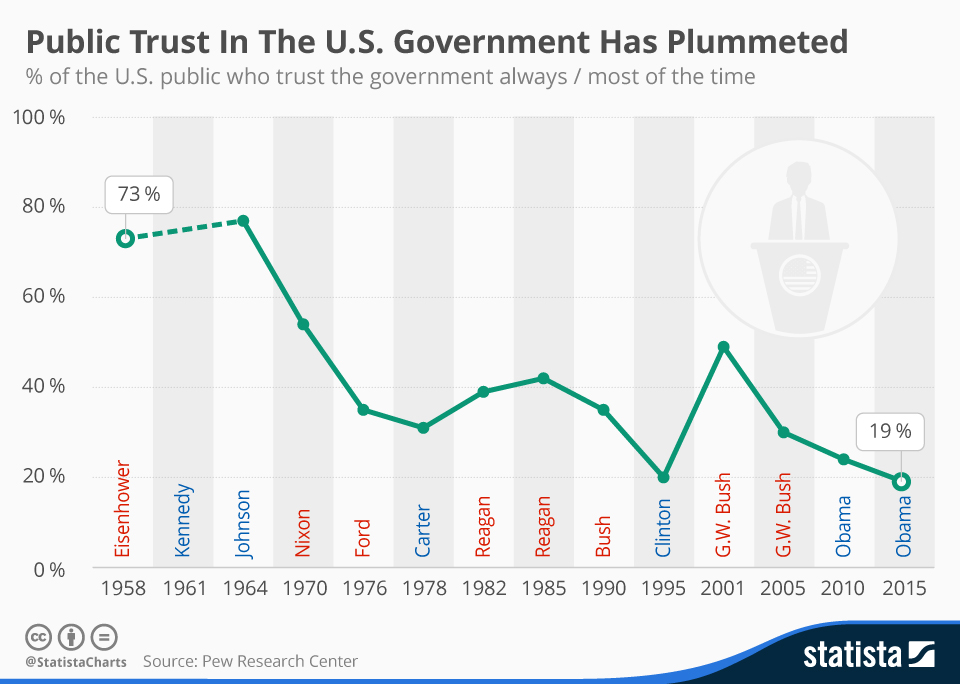 Public Trust In The U.S. Government Has Plummeted
% of the U.S. public who trust the government always / most of the time
100 %
80 %
60 %
40 %
20 %
0 %
73 %
19 %
Eisenhower
Kennedy
Johnson
Nixon
Ford
Carter
Reagan
Reagan
Bush
Clinton
G.W. Bush
G.W. Bush
Obama
Obama
1958 1961 1964 1970 1976 1978 1982 1985 1990 1995 2001 2005 2010 2015
cc
@StatistaCharts Source: Pew Research Center
statista